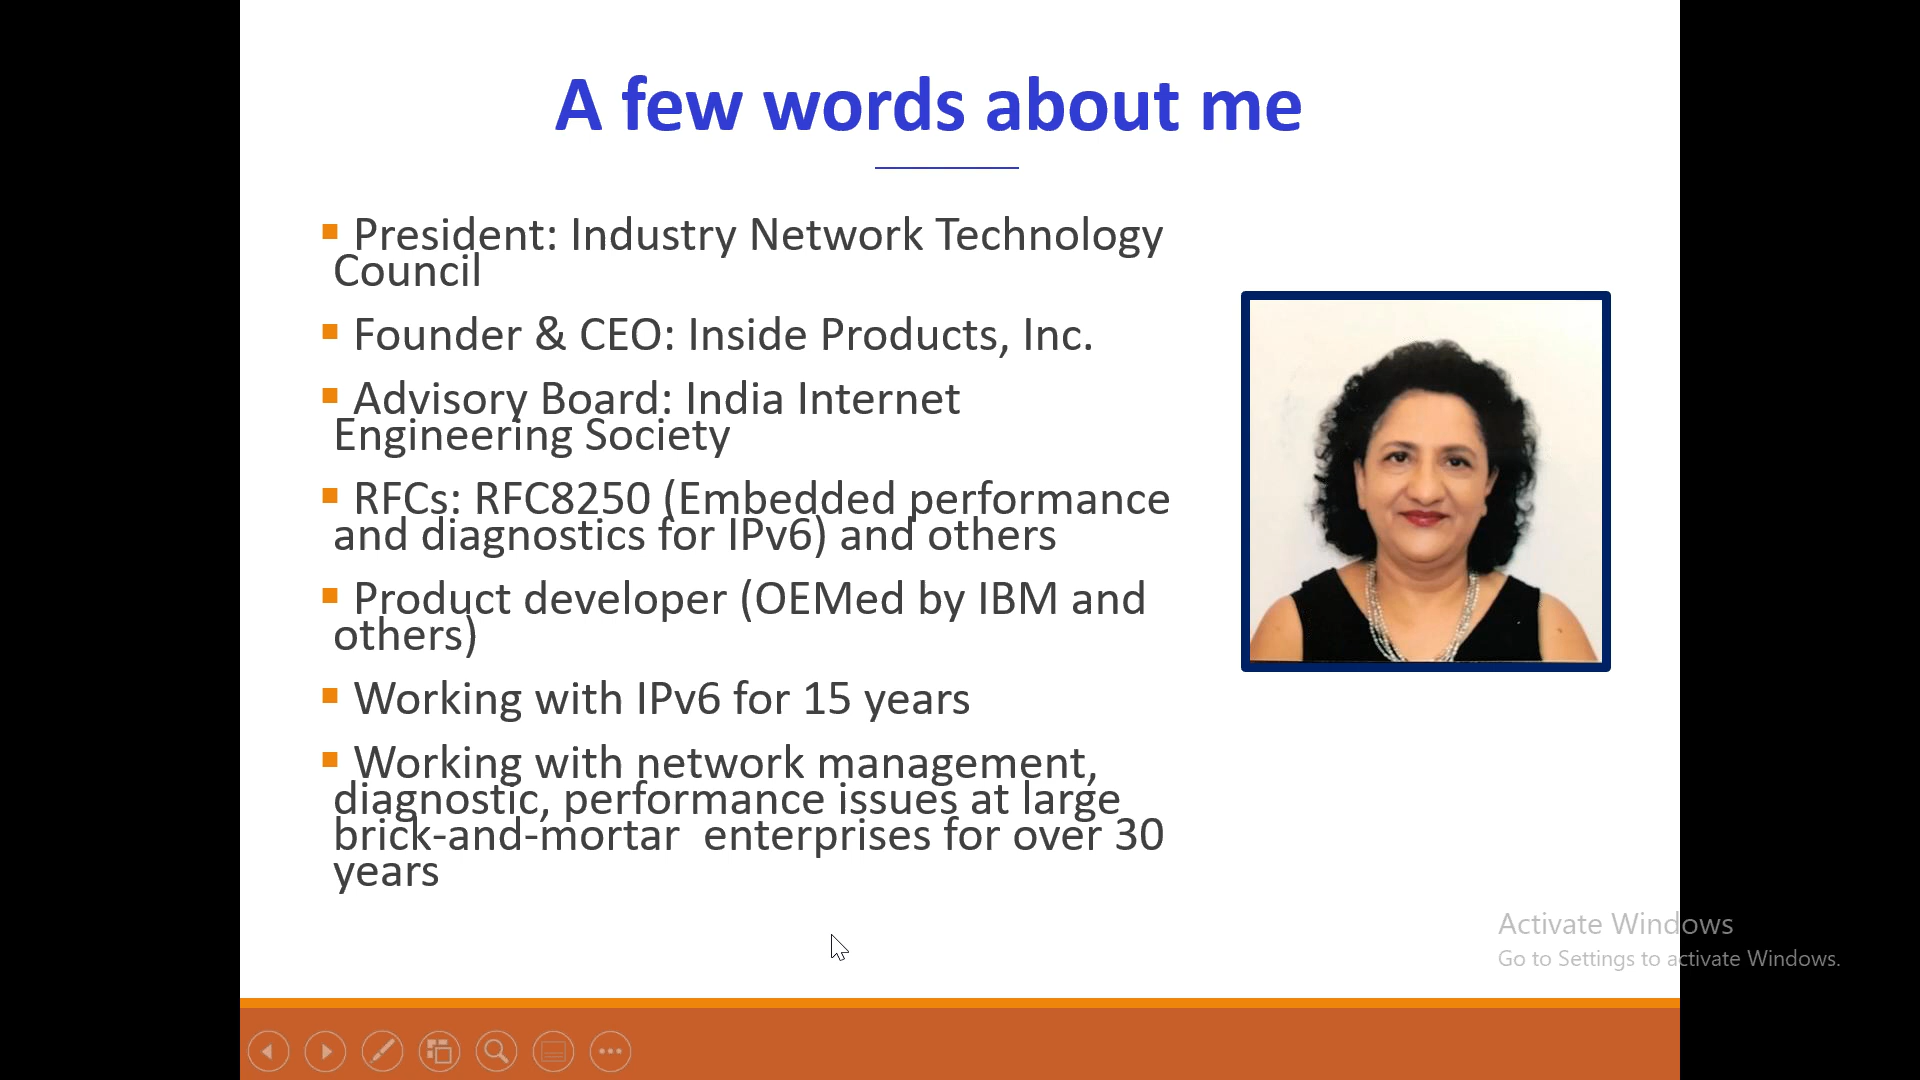 A few words about me
President: Industry Network Technology
Council
Founder & CEO: Inside Products, Inc.
Advisory Board: India Internet
Engineering Society
RFCs: RFC8250 (Embedded performance
and diagnostics for IPv6) and others
Product developer (OEMed by IBM and
others)
Working with IPv6 for 15 years
Working with network management,
diagnostic, performance issues at large
brick-and-mortar  enterprises for over 30
years
Activate Windows
Go to Settings to activate Windows.